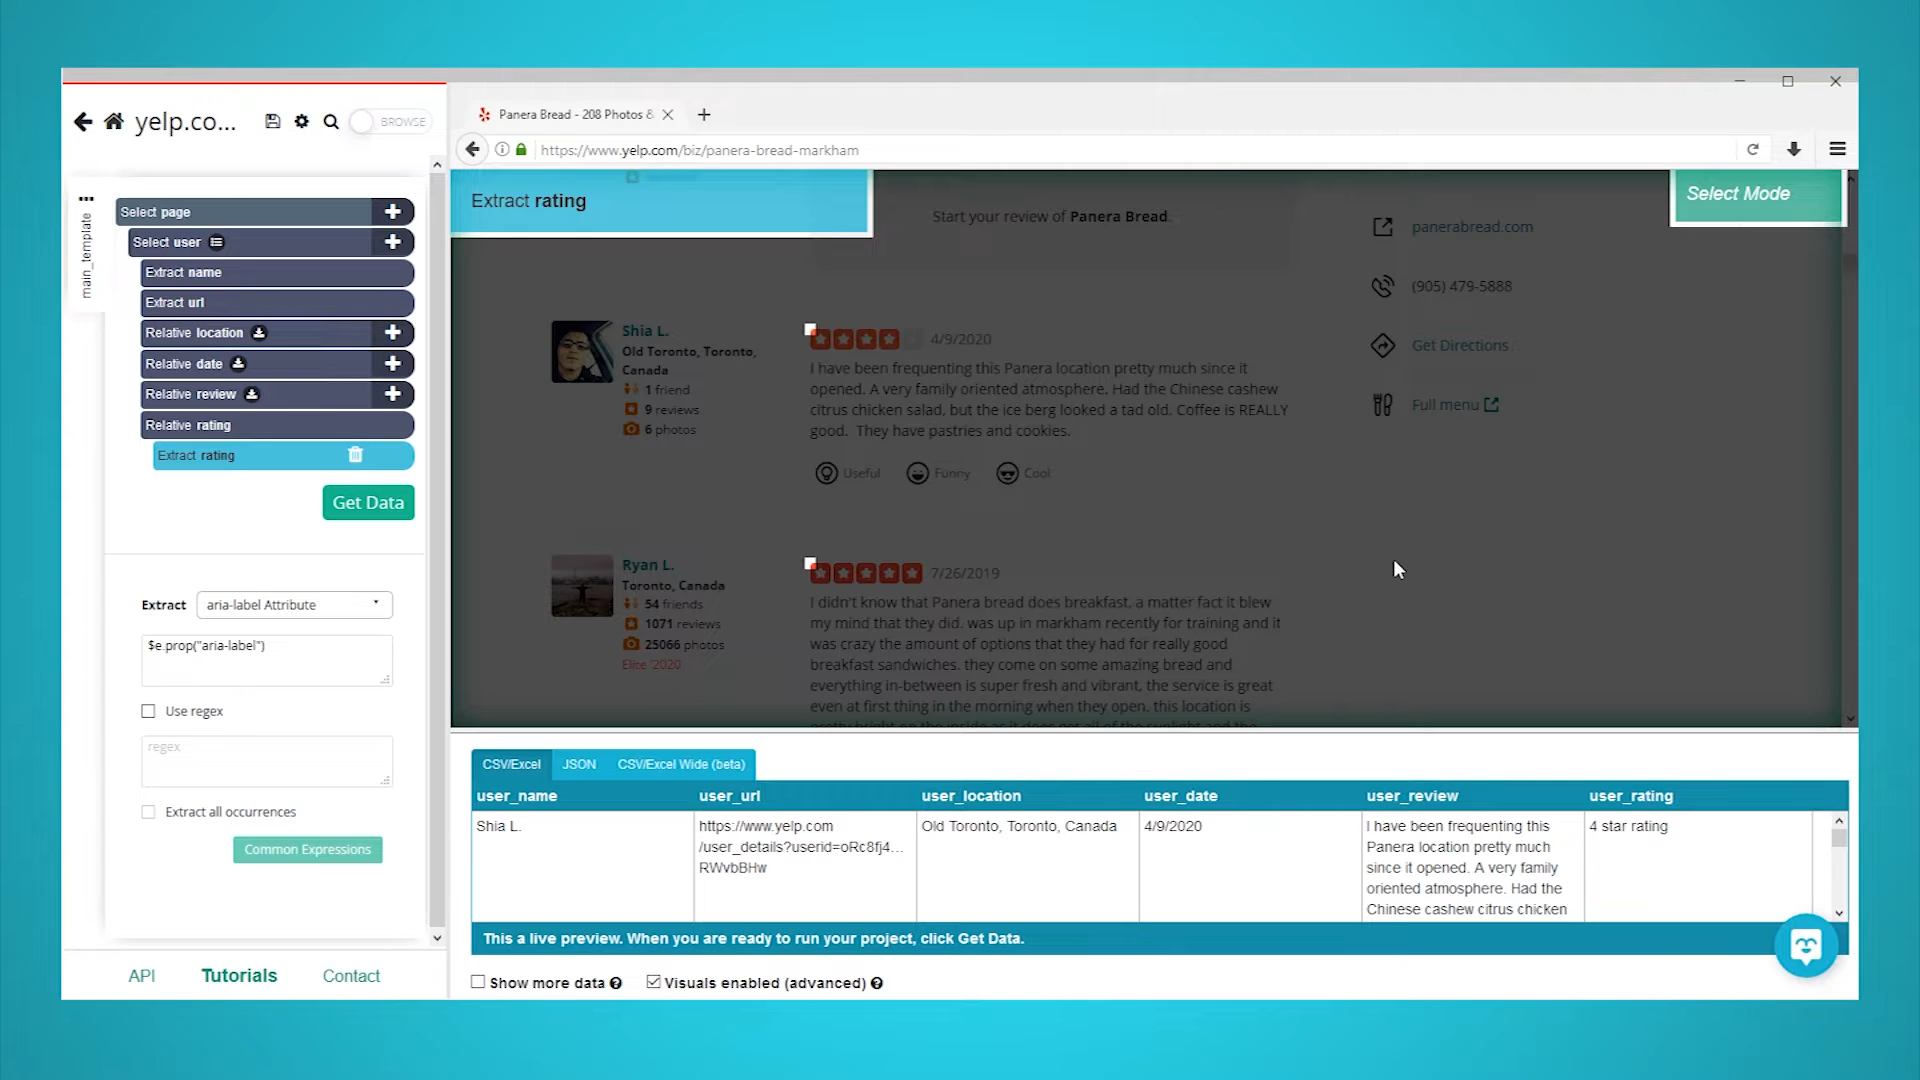 yelp.co...
BROWSE
main_template
Select page
Select user
Extract name
Extract url
Relative location
Relative date
Relative review
Relative rating
Extract rating
Get Data
Extract
aria-label Attribute
$e.prop("aria-label")
Use regex
regex
Extract all occurrences
Common Expressions
API
Tutorials
Contact
Panera Bread - 208 Photos &
https://www.yelp.com/biz/panera-bread-markham
Extract rating
Select Mode
Start your review of Panera Bread.
panerabread.com
(905) 479-5888
Get Directions
Full menu
Shia L.
Old Toronto, Toronto,
Canada
1 friend
9 reviews
6 photos
4/9/2020
I have been frequenting this Panera location pretty much since it
opened. A very family oriented atmosphere. Had the Chinese cashew
citrus chicken salad, but the ice berg looked a tad old. Coffee is REALLY
good. They have pastries and cookies.
Useful
Funny
Cool
Ryan L.
Toronto, Canada
54 friends
1071 reviews
25066 photos
Elite '2020
7/26/2019
I didn't know that Panera bread does breakfast, a matter fact it blew
my mind that they did. was up in markham recently for training and it
was crazy the amount of options that they had for really good
breakfast sandwiches. they come on some amazing bread and
everything in-between is super fresh and vibrant, the service is great
even at first thing in the morning when they open. this location is
pretty bright on the inside as it does get all of the sunlight and the
CSV/Excel
JSON
CSV/Excel Wide (beta)
user_name
user_url
user_location
user_date
user_review
user_rating
Shia L.
https://www.yelp.com
/user_details?userid=oRc8fj4...
RWvbBHw
Old Toronto, Toronto, Canada
4/9/2020
I have been frequenting this
Panera location pretty much
since it opened. A very family
oriented atmosphere. Had the
Chinese cashew citrus chicken
4 star rating
This a live preview. When you are ready to run your project, click Get Data.
Show more data
Visuals enabled (advanced)